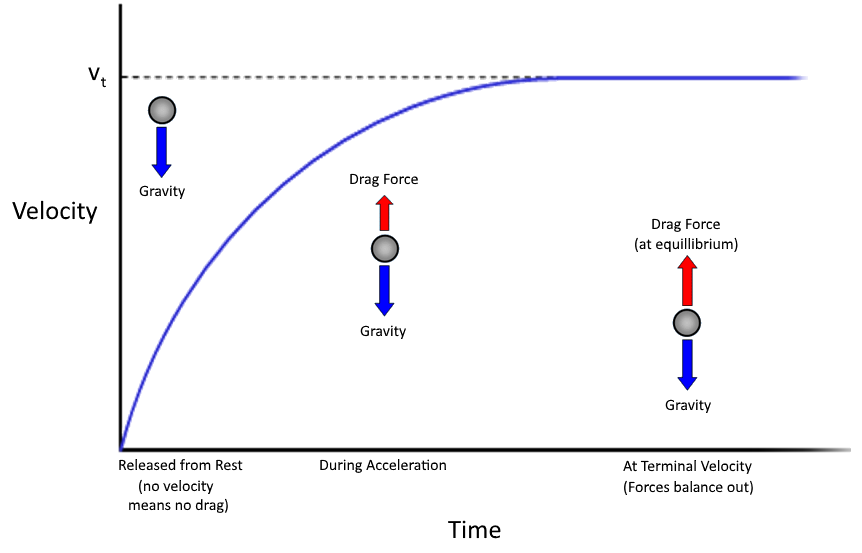 Vt
Gravity
Velocity
Drag Force
Gravity
Drag Force
(at equillibrium)
Gravity
Released from Rest
(no velocity
means no drag)
During Acceleration
At Terminal Velocity
(Forces balance out)
Time